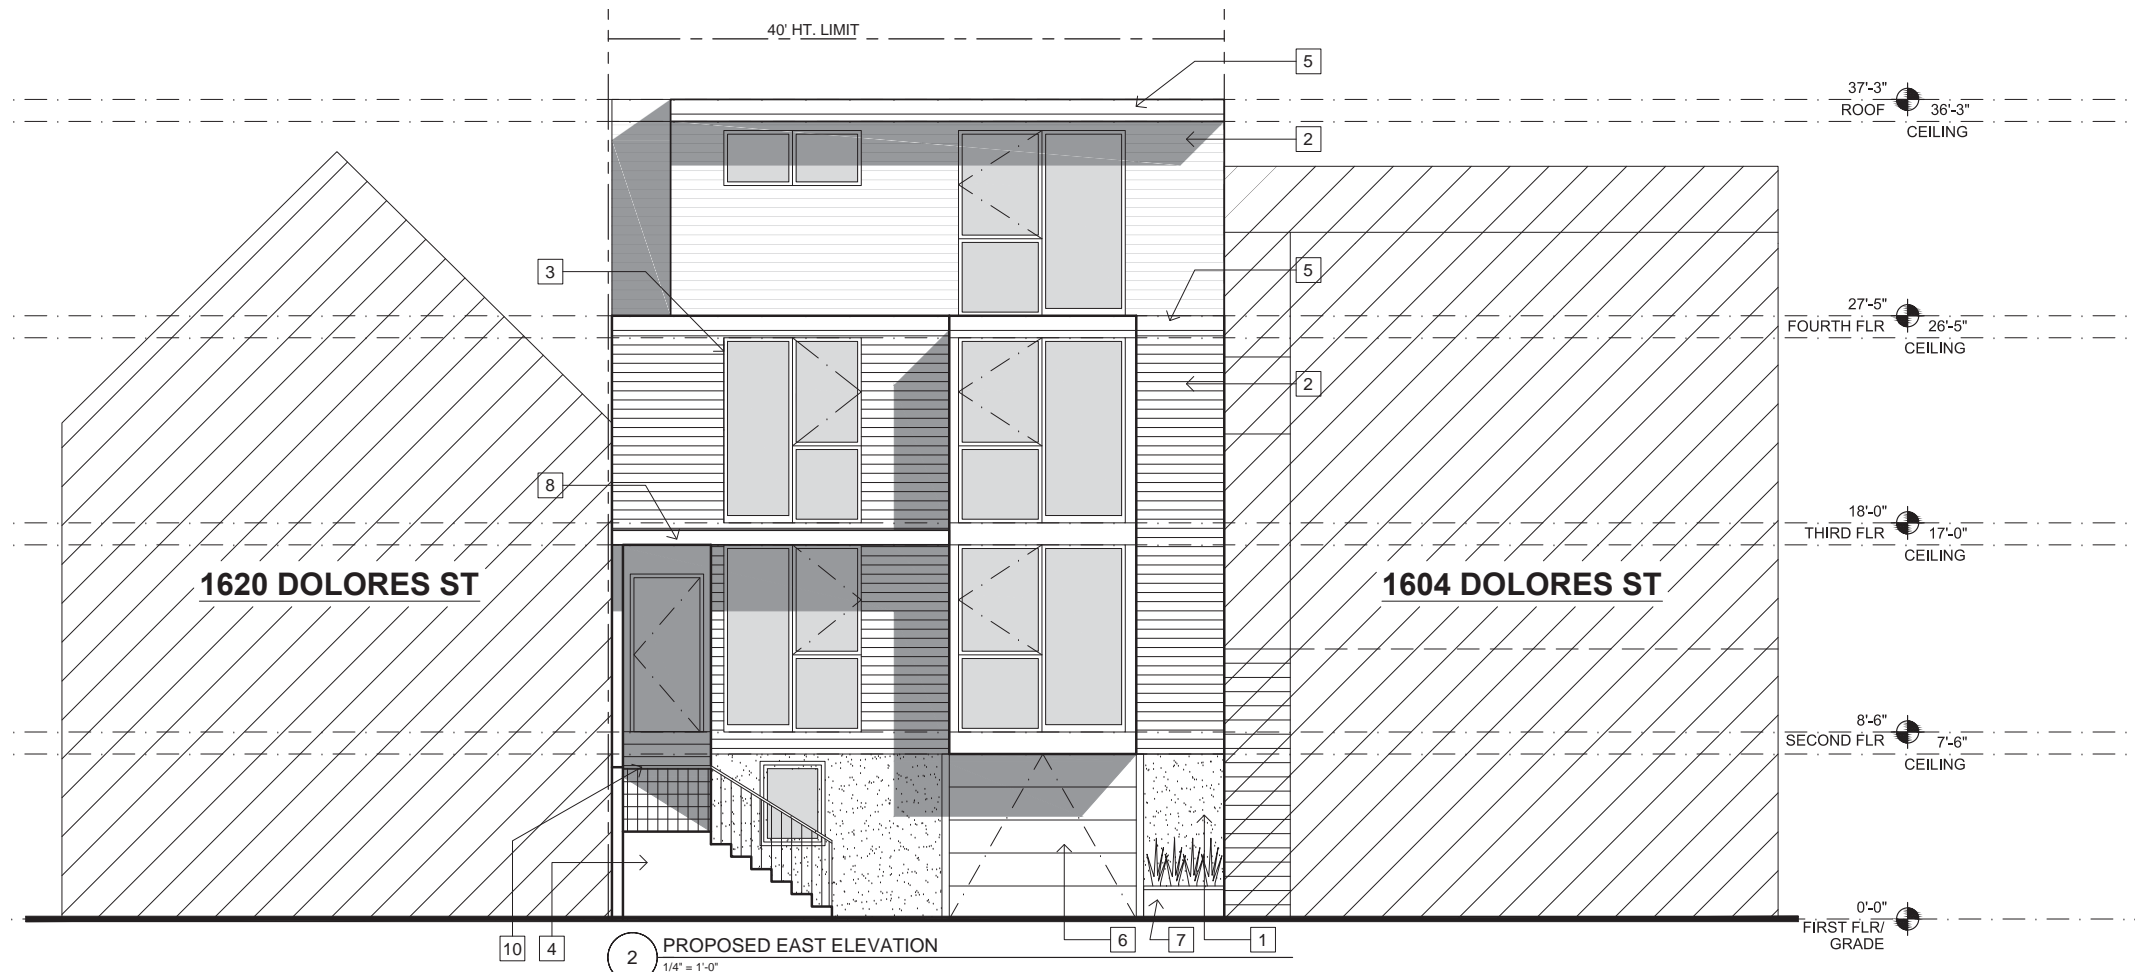 40' HT. LIMIT
5
37'-3"
ROOF
36'-3"
CEILING
2
3
5
27'-5"
FOURTH FLR
26'-5"
CEILING
2
8
18'-0"
THIRD FLR
17'-0"
CEILING
1620 DOLORES ST
1604 DOLORES ST
8'-6"
SECOND FLR
7'-6"
CEILING
0'-0"
FIRST FLR/
GRADE
10
4
6
7
1
2
PROPOSED EAST ELEVATION
1/4" = 1'-0"